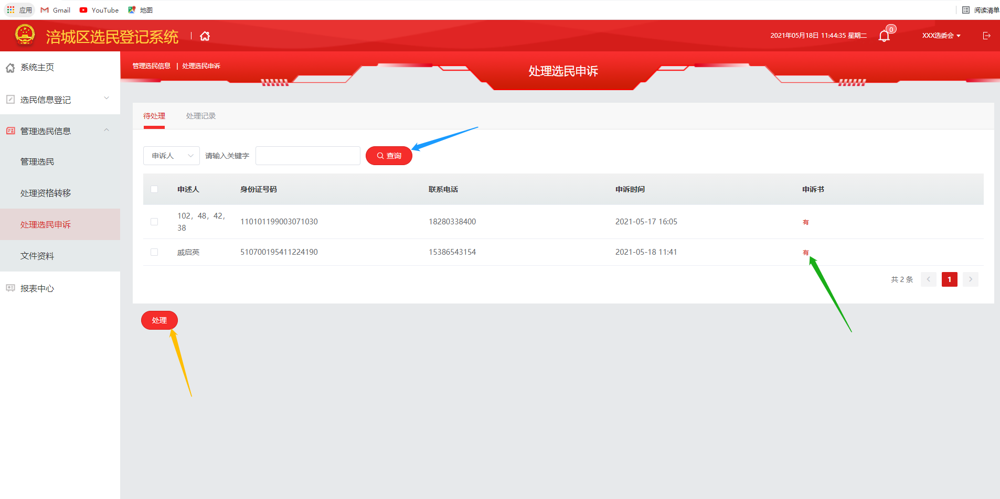 应用 Gmail YouTube 地图 阅读清单
涪城区选民登记系统 2021年05月18日 11:44:35 星期二 0 XXX选委会
系统主页
选民信息登记
管理选民信息
管理选民
处理资格转移
处理选民申诉
文件资料
报表中心
管理选民信息 | 处理选民申诉
处理选民申诉
待处理 处理记录
申诉人 请输入关键字 查询
申述人 身份证号码 联系电话 申诉时间 申诉书
102，48，42，
38
110101199003071030 18280338400 2021-05-17 16:05 有
戚启英 510700195411224190 15386543154 2021-05-18 11:41 有
共 2 条 1
处理